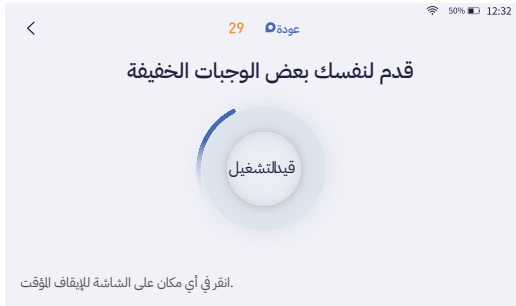 50% 12:32
عودة 29
قدم لنفسك بعض الوجبات الخفيفة
قيدالتشغيل
انقر في أي مكان على الشاشة للإيقاف المؤقت.